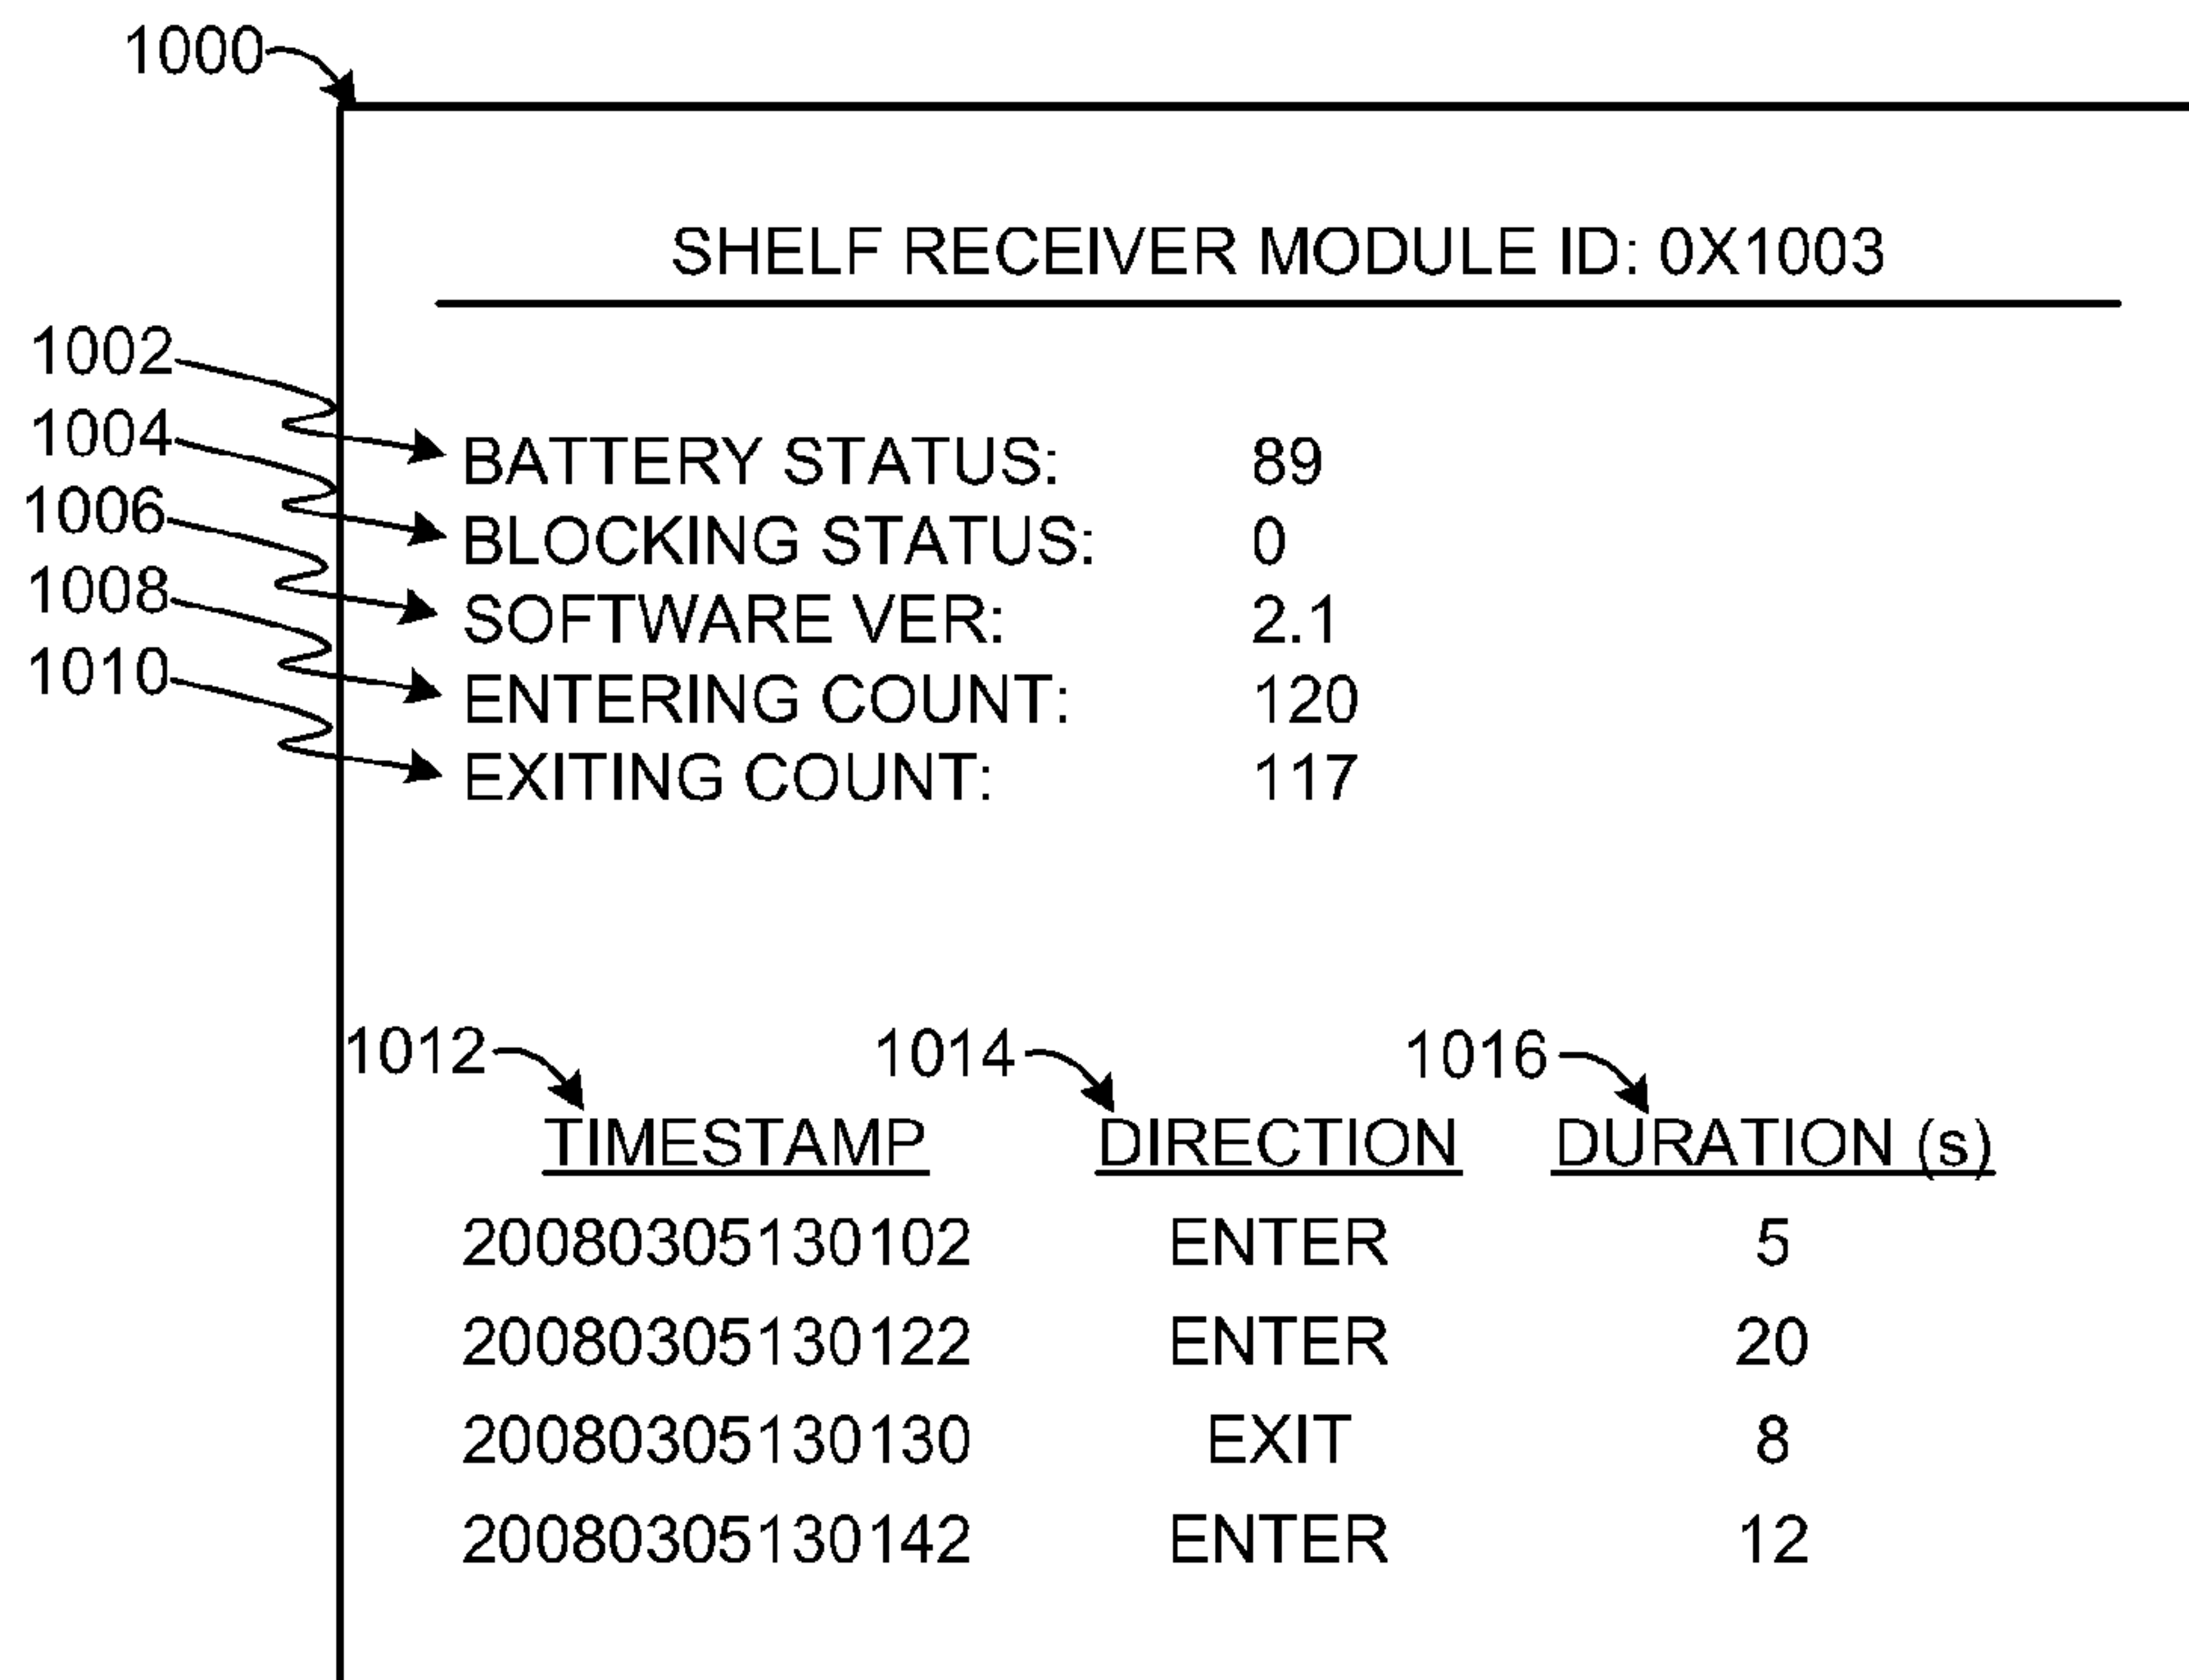 1000
SHELF RECEIVER MODULE ID: 0X1003
1002
1004
BATTERY STATUS: 89
1006
BLOCKING STATUS: 0
1008
SOFTWARE VER: 2.1
1010
ENTERING COUNT: 120
EXITING COUNT: 117
1012 1014 1016
TIMESTAMP DIRECTION DURATION (s)
20080305130102 ENTER 5
20080305130122 ENTER 20
20080305130130 EXIT 8
20080305130142 ENTER 12